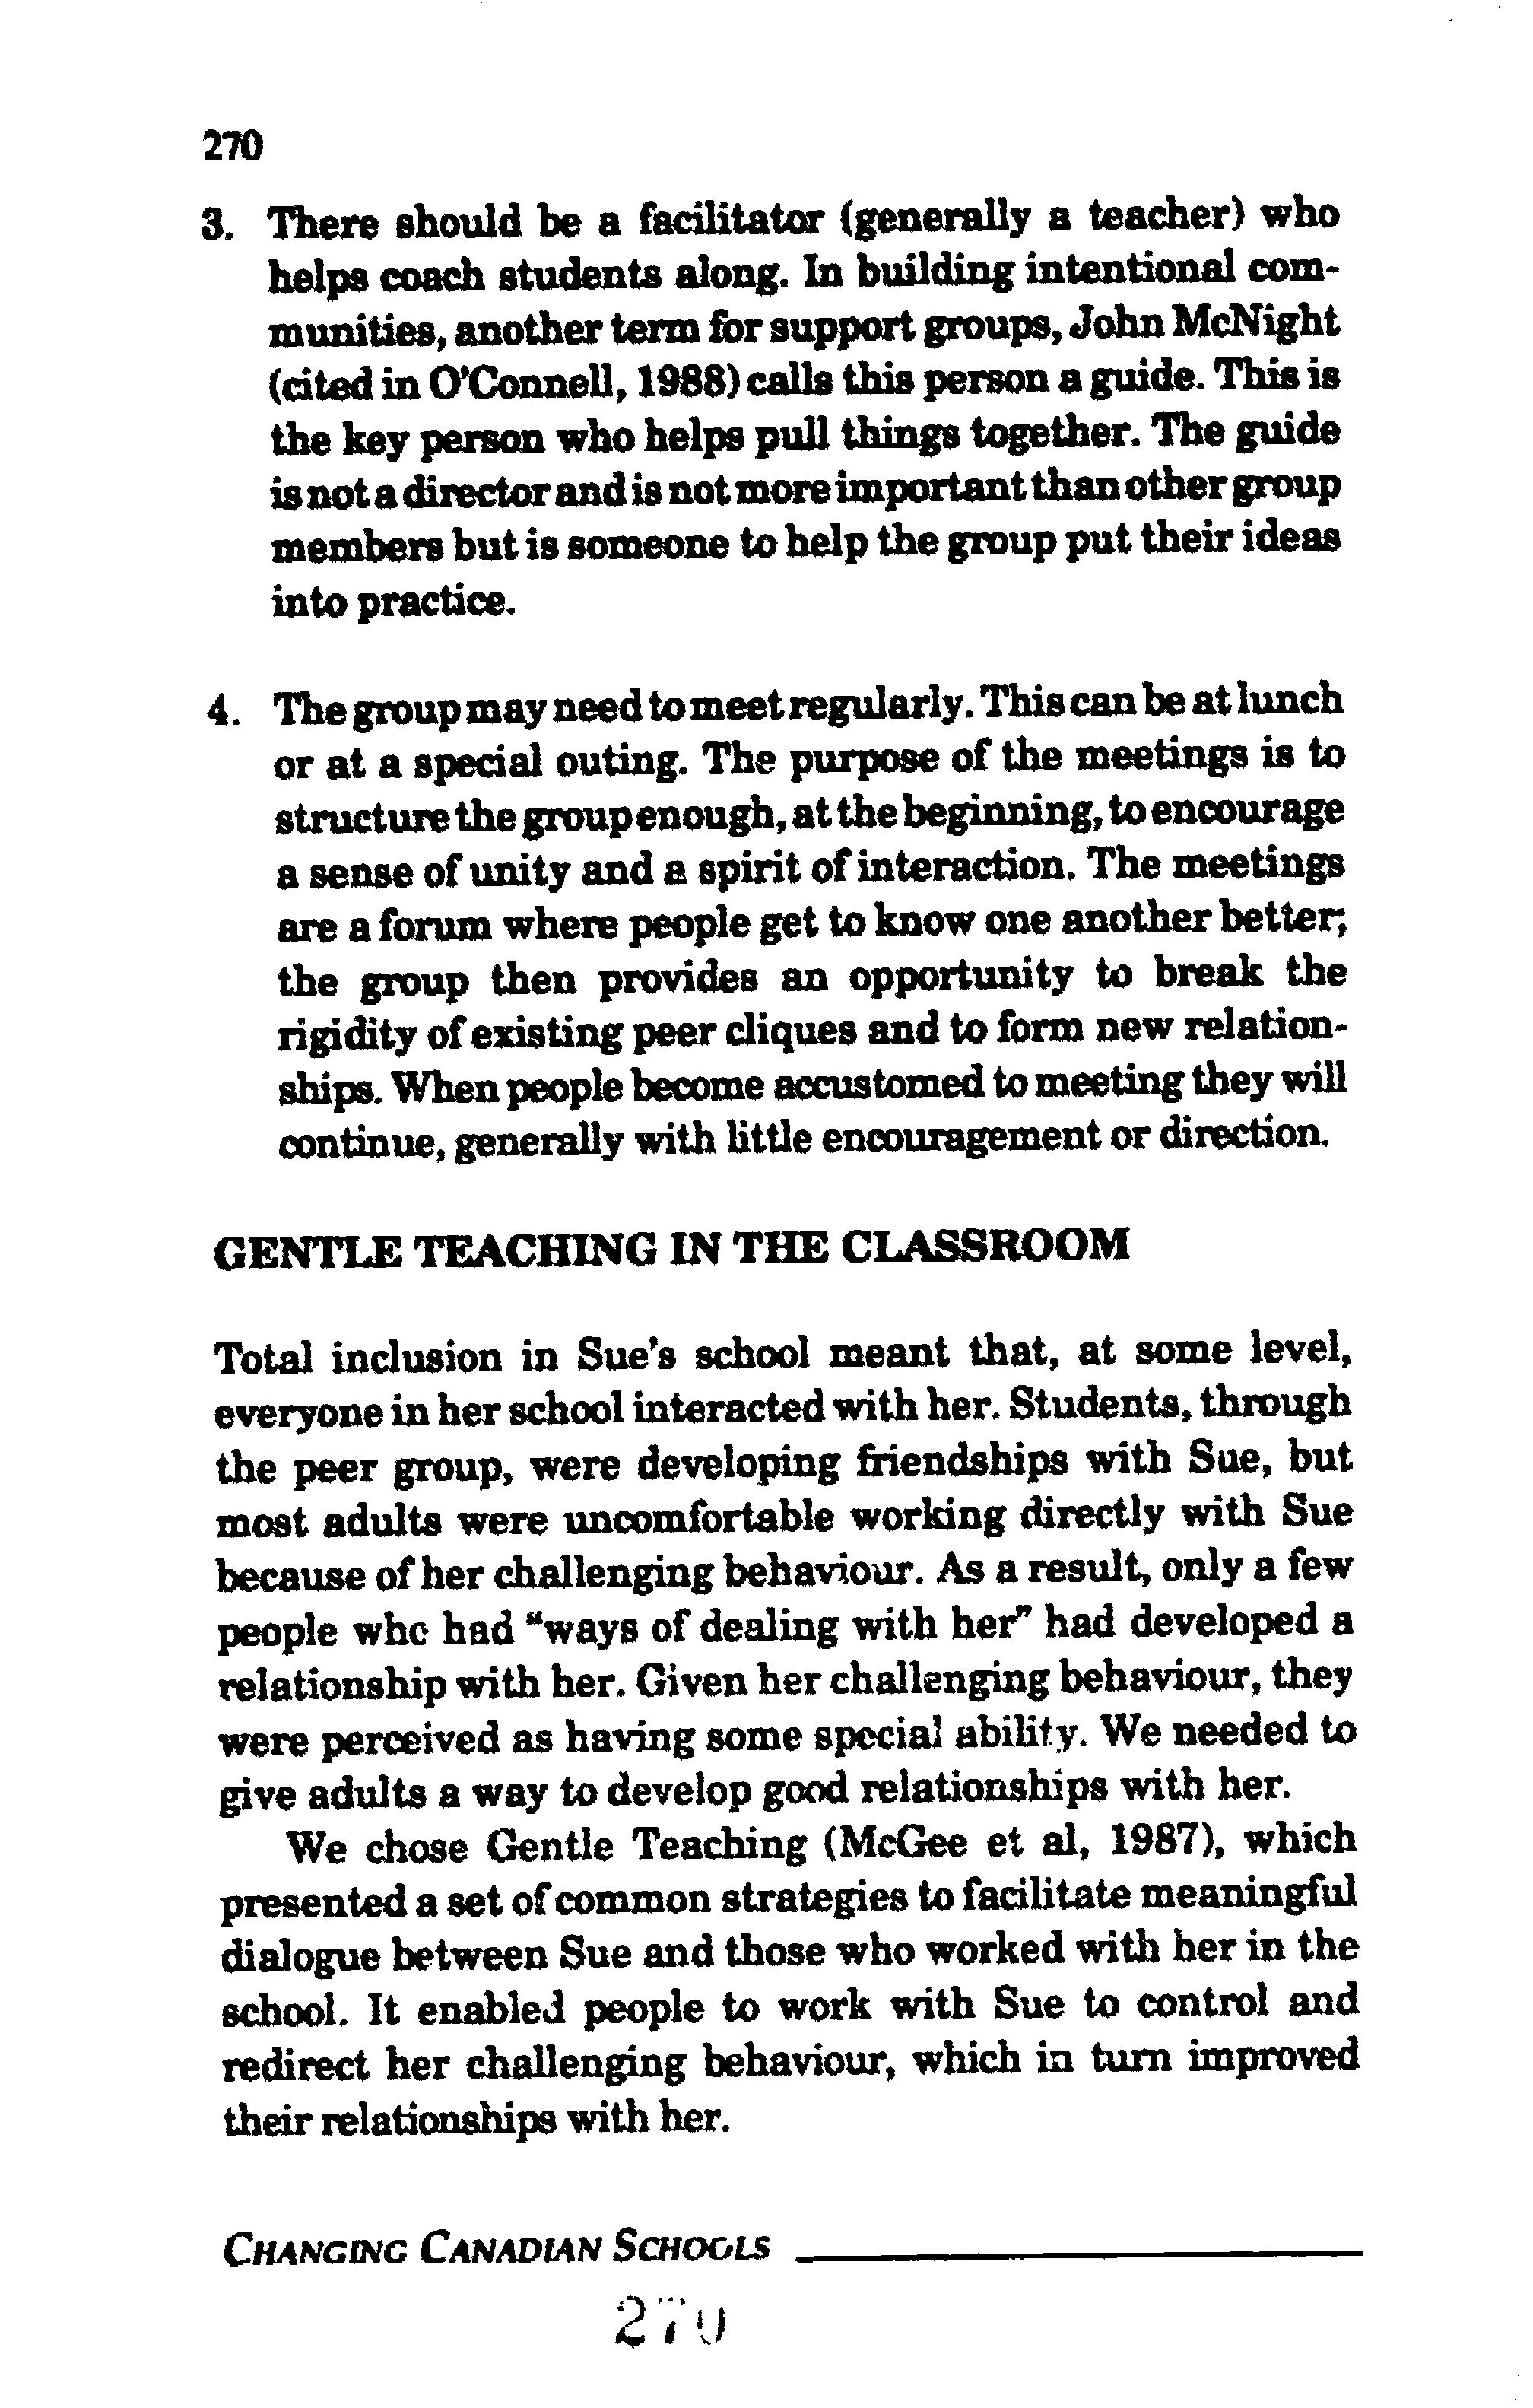 270
3. There should be a facilitator (generally a teacher) who
helps coach students along. In building intentional com-
munities, another term for support groups, John McNight
(cited in O'Connell, 1988) calls this person a guide. This is
the key person who helps pull things together. The guide
is not a director and is not more important than other group
members but is someone to help the group put their ideas
into practice.
4. The group may need to meet regularly. This can be at lunch
or at a special outing. The purpose of the meetings is to
structure the group enough, at the beginning, to encourage
a sense of unity and a spirit of interaction. The meetings
are a forum where people get to know one another better;
the group then provides an opportunity to break the
rigidity of existing peer cliques and to form new relation-
ships. When people become accustomed to meeting they will
continue, generally with little encouragement or direction.
GENTLE TEACHING IN THE CLASSROOM
Total inclusion in Sue's school meant that, at some level,
everyone in her school interacted with her. Students, through
the peer group, were developing friendships with Sue, but
most adults were uncomfortable working directly with Sue
because of her challenging behaviour. As a result, only a few
people who had "ways of dealing with her" had developed a
relationship with her. Given her challenging behaviour, they
were perceived as having some special ability. We needed to
give adults a way to develop good relationships with her.
We chose Gentle Teaching (McGee et al, 1987), which
presented a set of common strategies to facilitate meaningful
dialogue between Sue and those who worked with her in the
school. It enabled people to work with Sue to control and
redirect her challenging behaviour, which in turn improved
their relationships with her.
CHANGING CANADIAN SCHOOLS
270